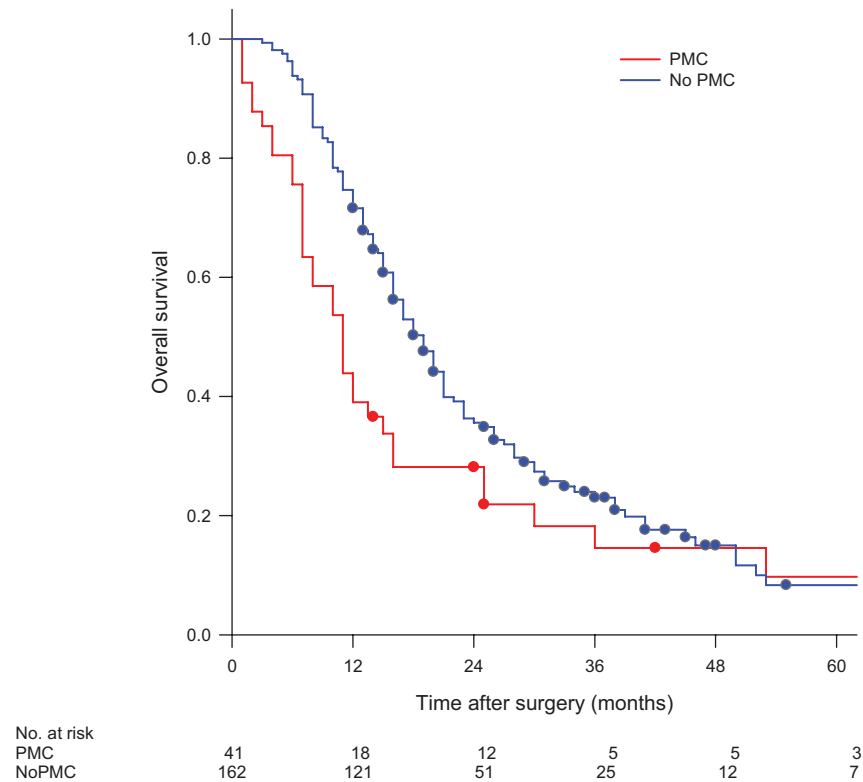 1.0
0.8
0.6
0.4
0.2
0.0
Overall survival
PMC
No PMC
0 12 24 36 48 60
Time after surgery (months)
No. at risk
PMC 41 18 12 5 5 3
NoPMC 162 121 51 25 12 7